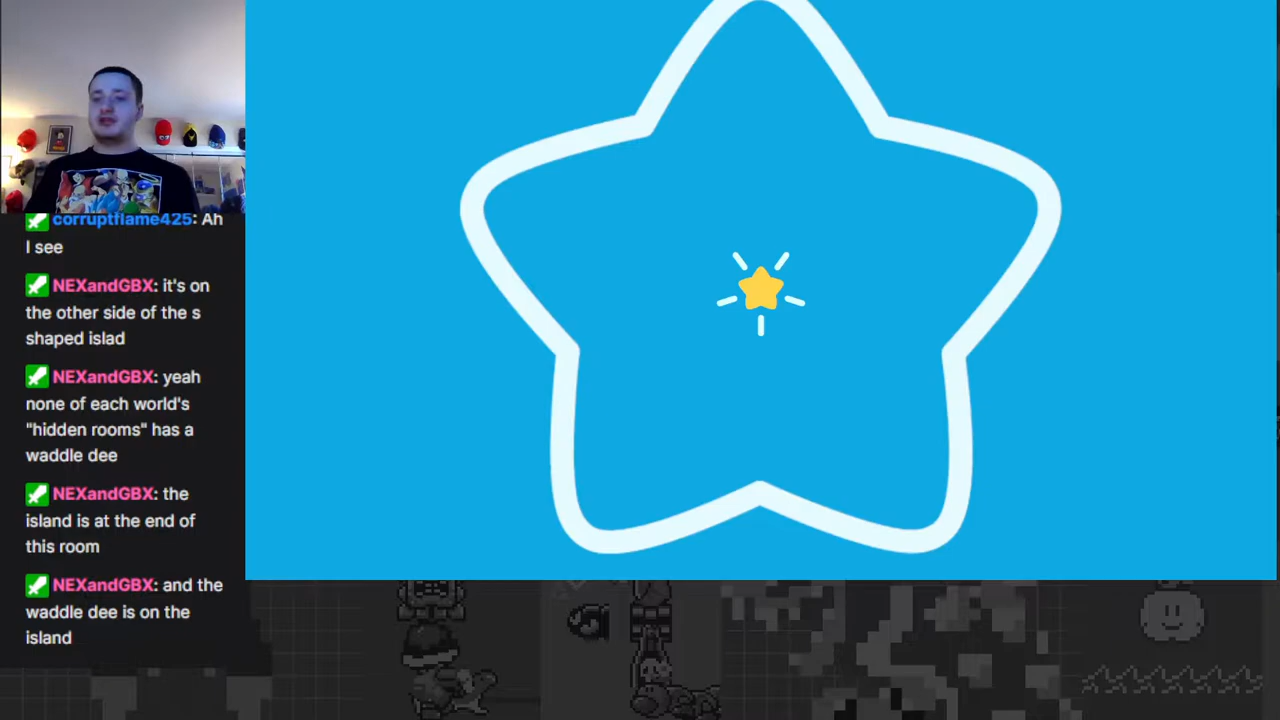 corruptflame425: Ah
I see
NEXandGBX: it's on
the other side of the s
shaped islad
NEXandGBX: yeah
none of each world's
"hidden rooms" has a
waddle dee
NEXandGBX: the
island is at the end of
this room
NEXandGBX: and the
waddle dee is on the
island